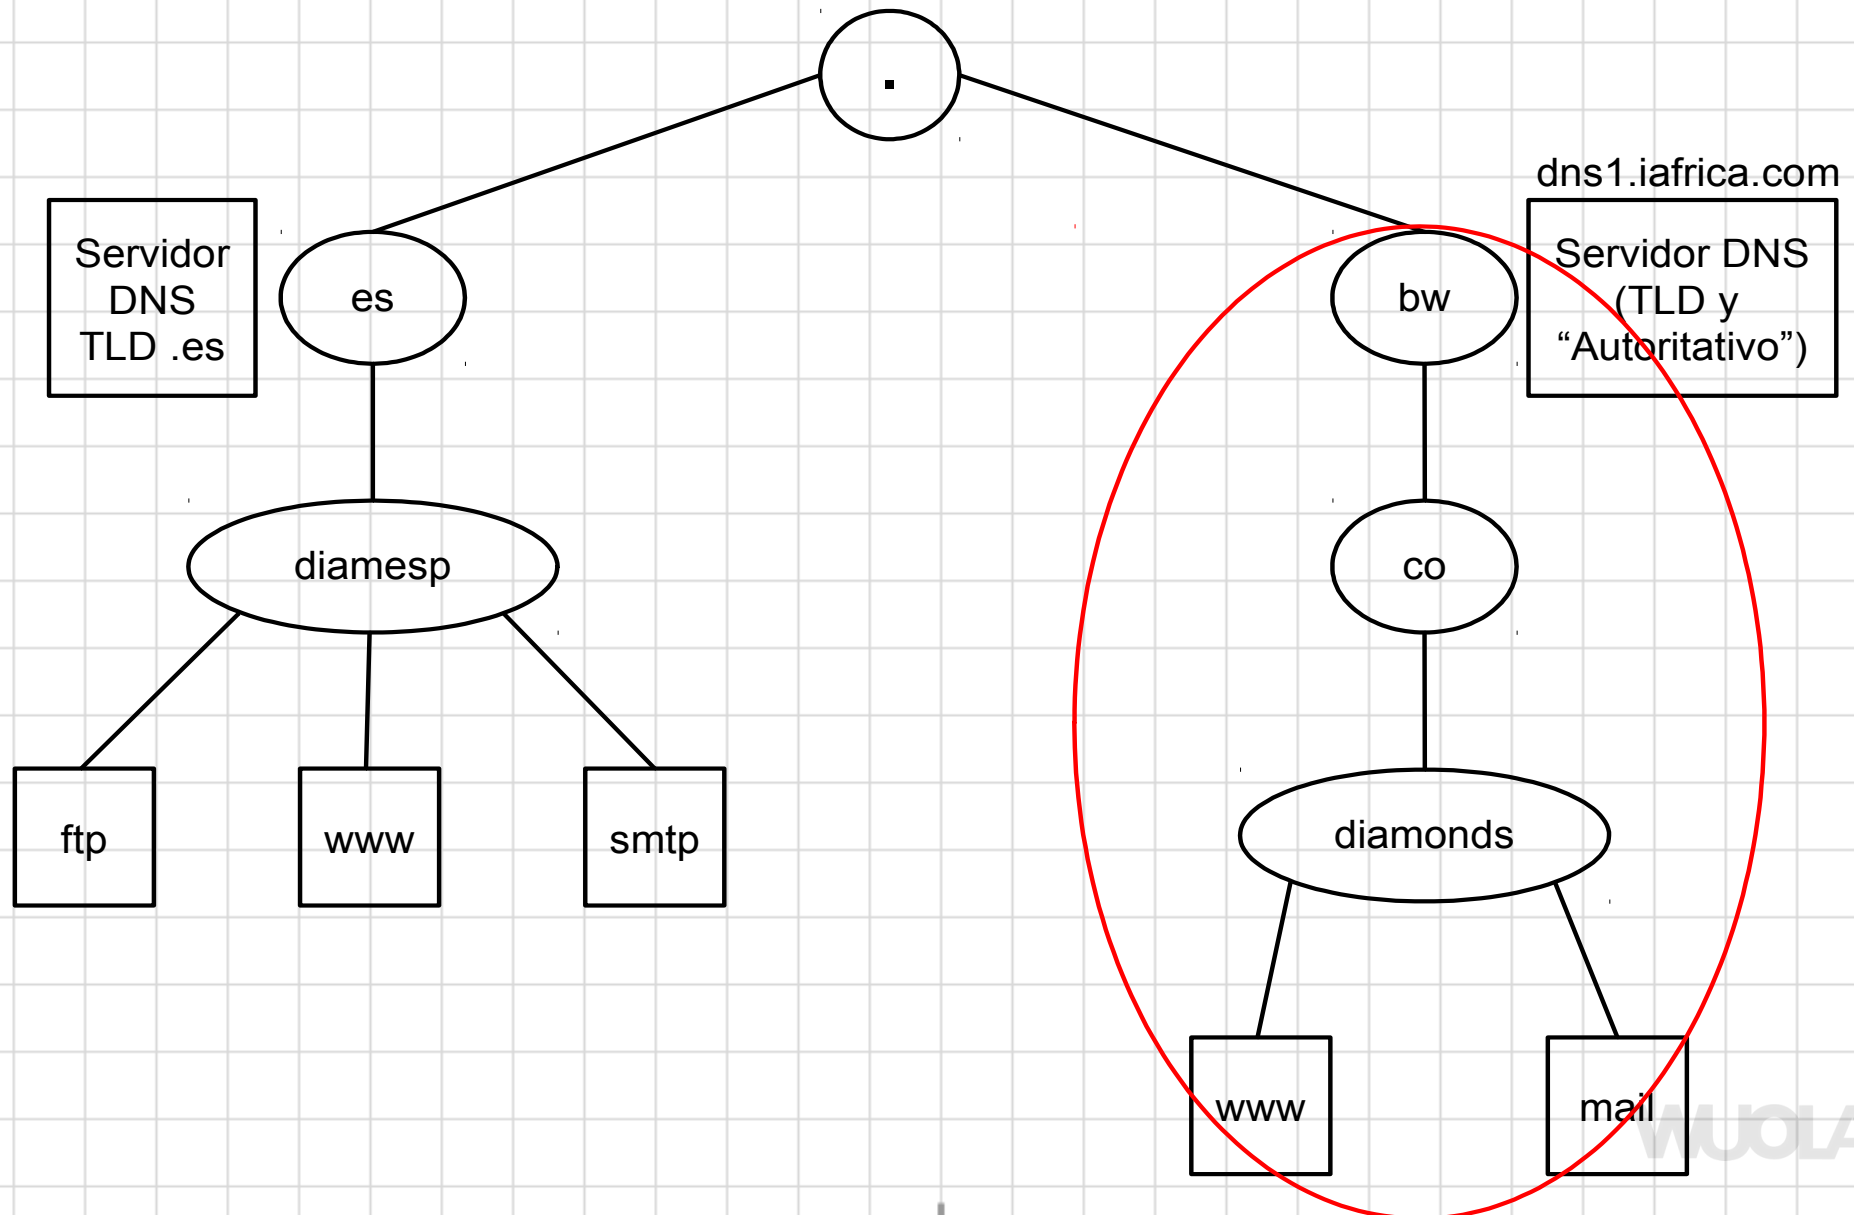 .
dns1.iafrica.com
Servidor
DNS
TLD .es
es
bw
Servidor DNS
(TLD y
“Autoritativo”)
diamesp
co
ftp
www
smtp
diamonds
www
mail
WUOLA